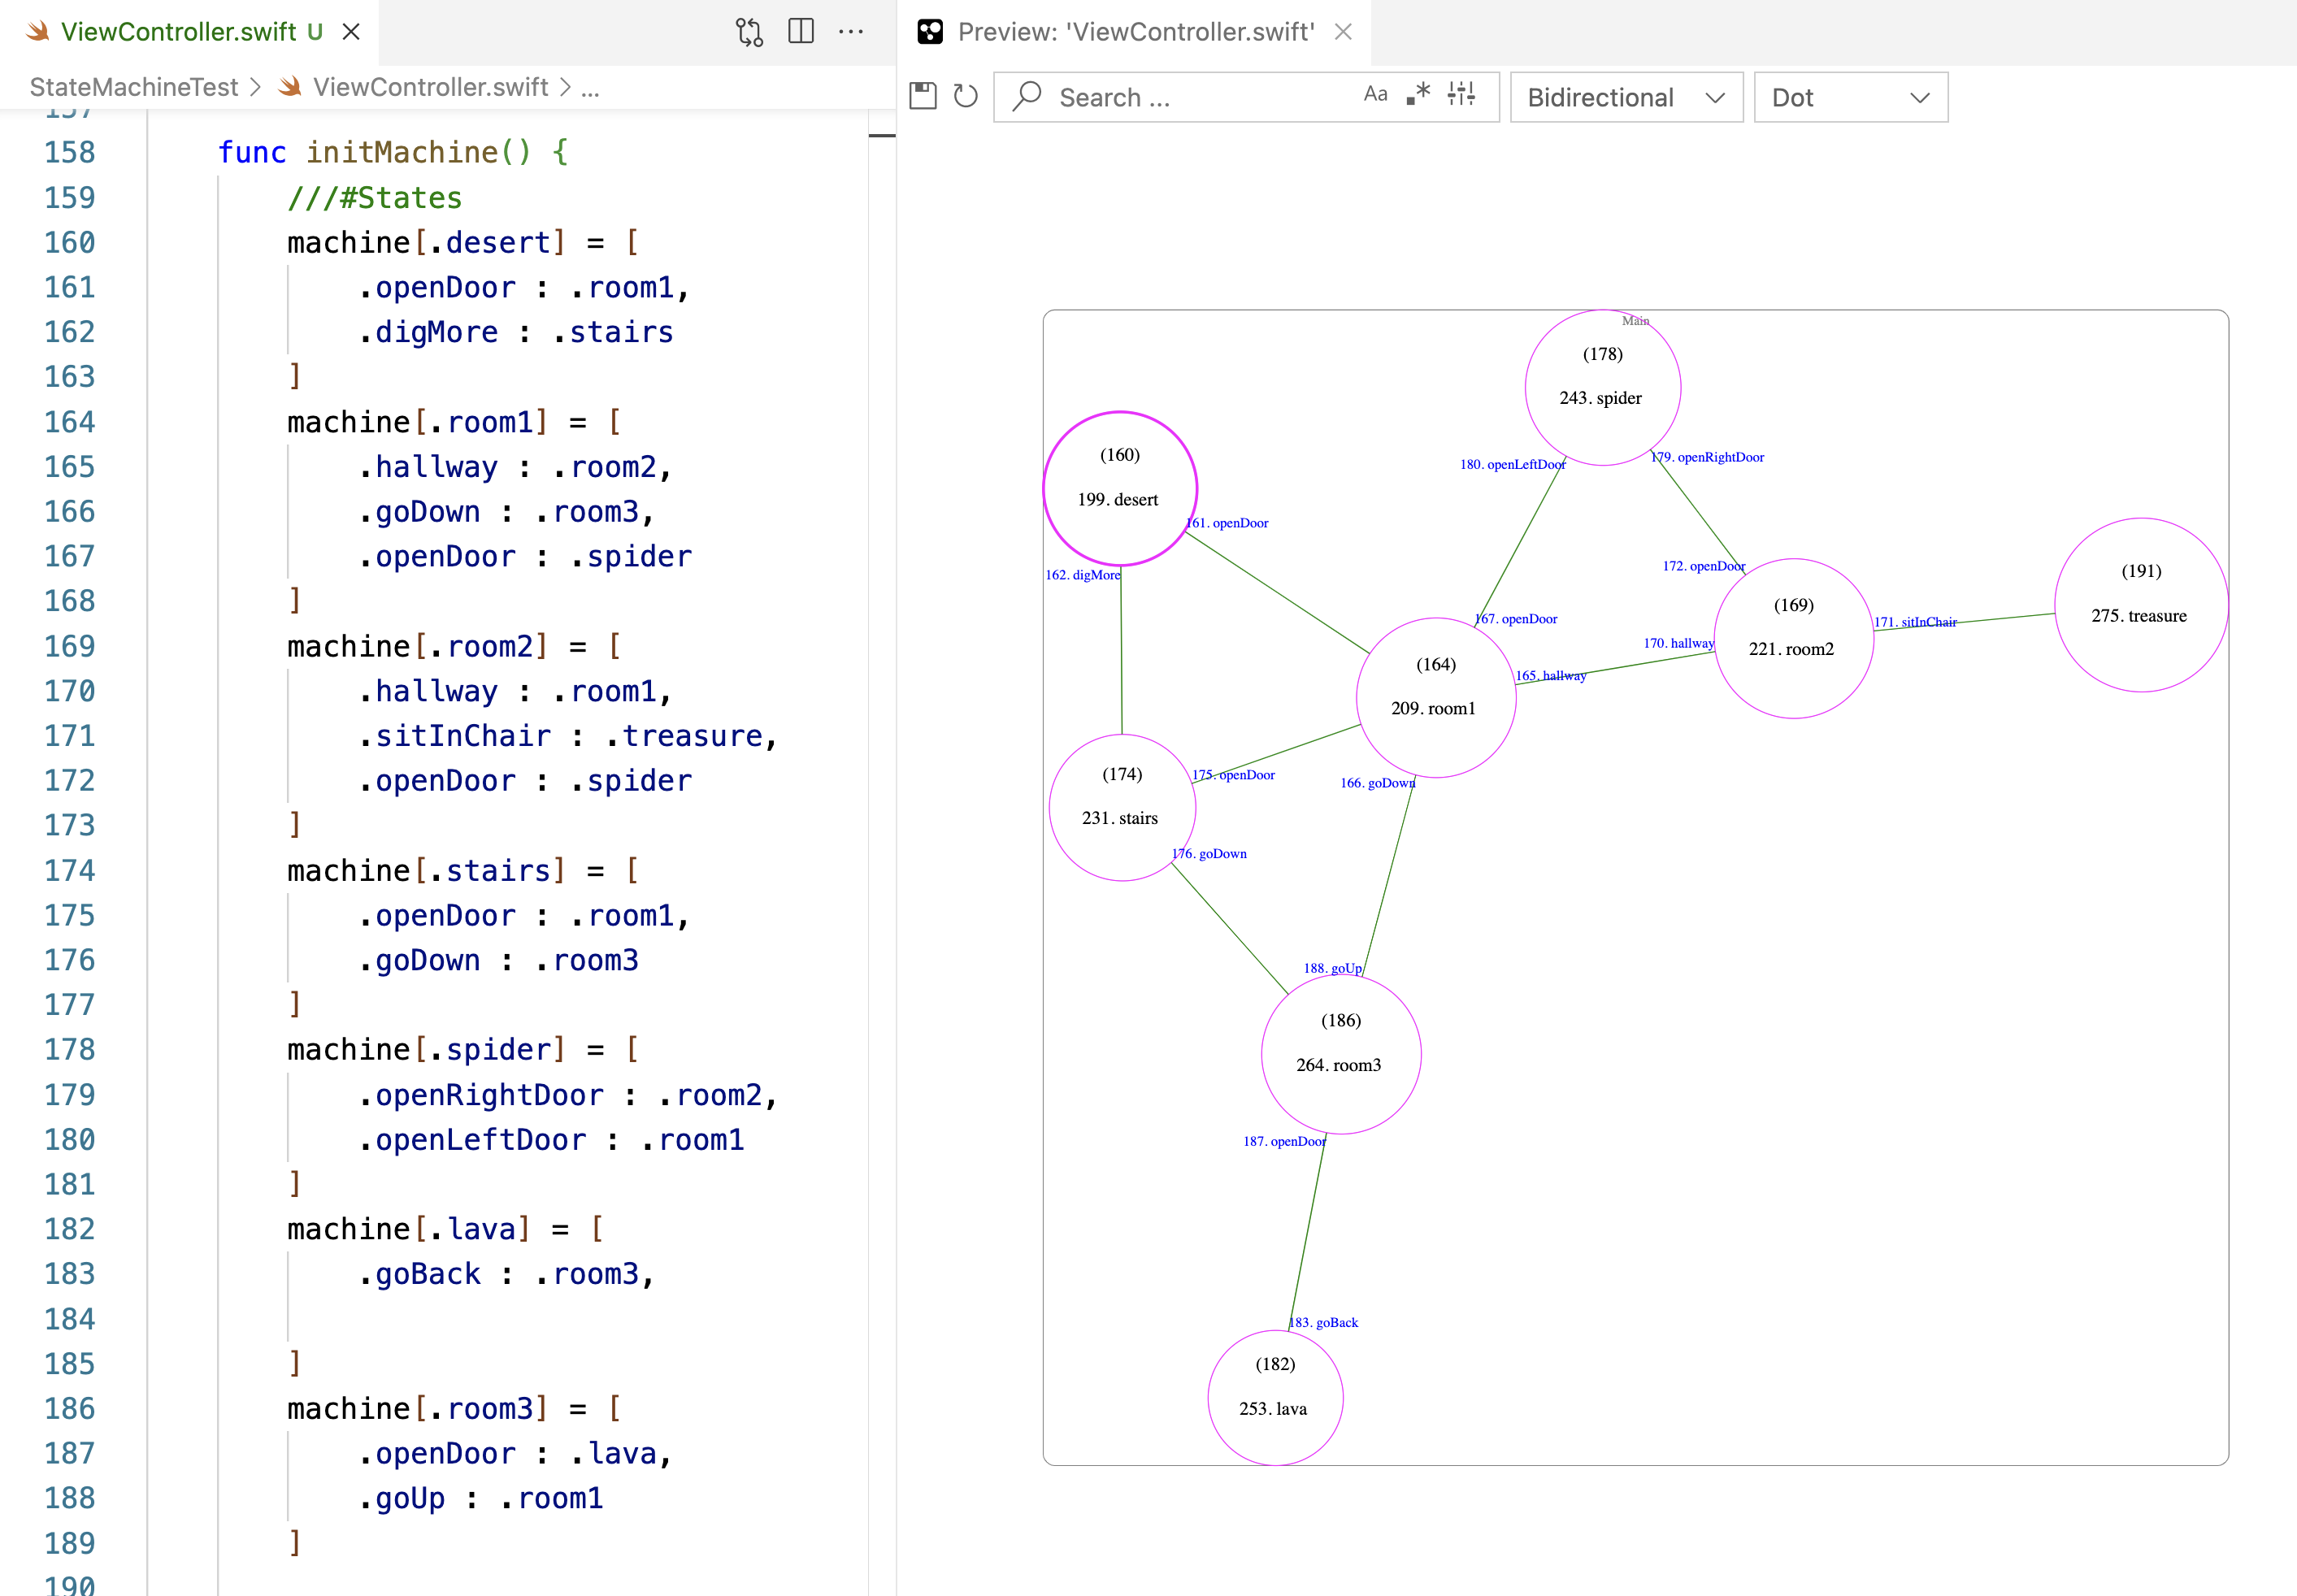 ViewController.swift U
Preview: 'ViewController.swift'
StateMachineTest > ViewController.swift > ...
Search ... Aa .*
Bidirectional
Dot
157
158 func initMachine() {
159 ///#States
160 machine[.desert] = [
161 .openDoor : .room1,
162 .digMore : .stairs
163 ]
164 machine[.room1] = [
165 .hallway : .room2,
166 .goDown : .room3,
167 .openDoor : .spider
168 ]
169 machine[.room2] = [
170 .hallway : .room1,
171 .sitInChair : .treasure,
172 .openDoor : .spider
173 ]
174 machine[.stairs] = [
175 .openDoor : .room1,
176 .goDown : .room3
177 ]
178 machine[.spider] = [
179 .openRightDoor : .room2,
180 .openLeftDoor : .room1
181 ]
182 machine[.lava] = [
183 .goBack : .room3,
184
185 ]
186 machine[.room3] = [
187 .openDoor : .lava,
188 .goUp : .room1
189 ]
190
Main
(178)
243. spider
180. openLeftDoor
179. openRightDoor
(160)
199. desert
161. openDoor
162. digMore
172. openDoor
(169)
221. room2
170. hallway
171. sitInChair
(191)
275. treasure
167. openDoor
(164)
209. room1
165. hallway
166. goDown
(174)
231. stairs
175. openDoor
176. goDown
188. goUp
(186)
264. room3
187. openDoor
183. goBack
(182)
253. lava